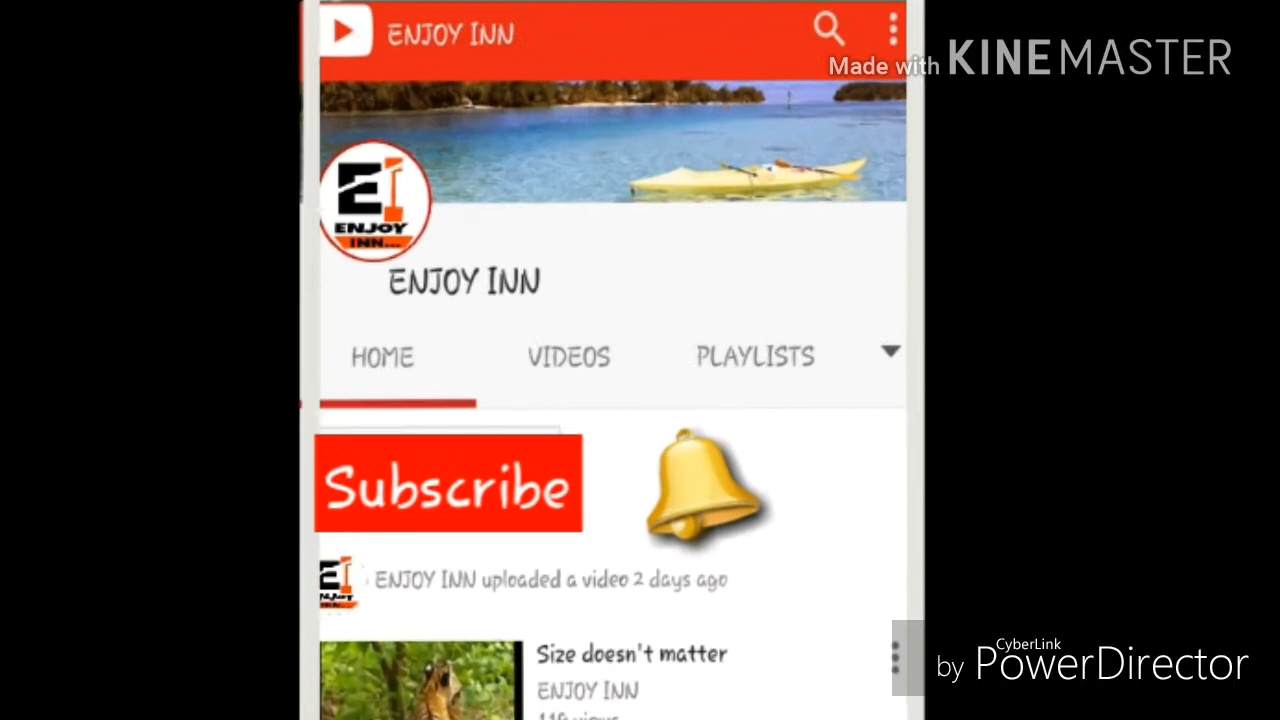 ENJOY INN
Made with KINEMASTER
EI
ENJOY
INN...
ENJOY INN
HOME VIDEOS PLAYLISTS
Subscribe
ENJOY INN uploaded a video 2 days ago
Size doesn't matter
ENJOY INN
CyberLink
by PowerDirector